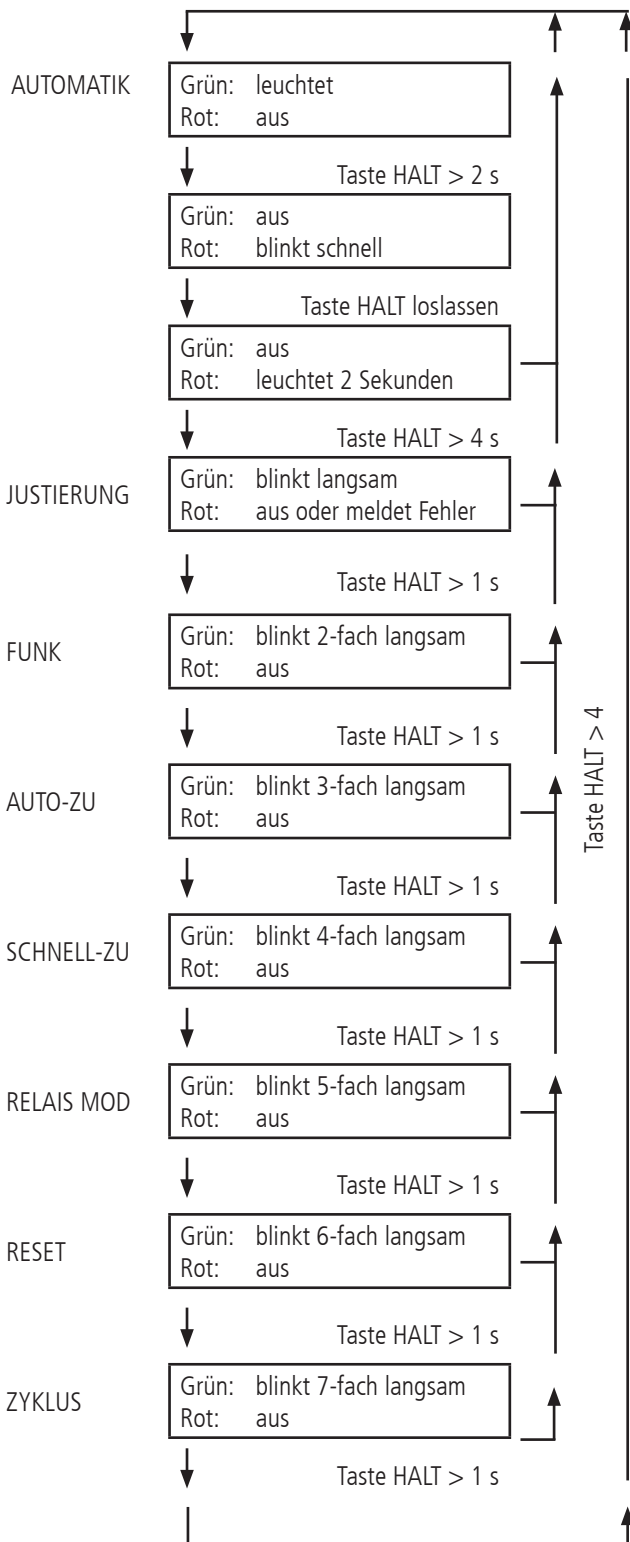 AUTOMATIK
Grün: leuchtet
Rot: aus
Taste HALT > 2 s
Grün: aus
Rot: blinkt schnell
Taste HALT loslassen
Grün: aus
Rot: leuchtet 2 Sekunden
Taste HALT > 4 s
JUSTIERUNG
Grün: blinkt langsam
Rot: aus oder meldet Fehler
Taste HALT > 1 s
FUNK
Grün: blinkt 2-fach langsam
Rot: aus
Taste HALT > 1 s
AUTO-ZU
Grün: blinkt 3-fach langsam
Rot: aus
Taste HALT > 1 s
SCHNELL-ZU
Grün: blinkt 4-fach langsam
Rot: aus
Taste HALT > 1 s
RELAIS MOD
Grün: blinkt 5-fach langsam
Rot: aus
Taste HALT > 1 s
RESET
Grün: blinkt 6-fach langsam
Rot: aus
Taste HALT > 1 s
ZYKLUS
Grün: blinkt 7-fach langsam
Rot: aus
Taste HALT > 1 s
Taste HALT > 4